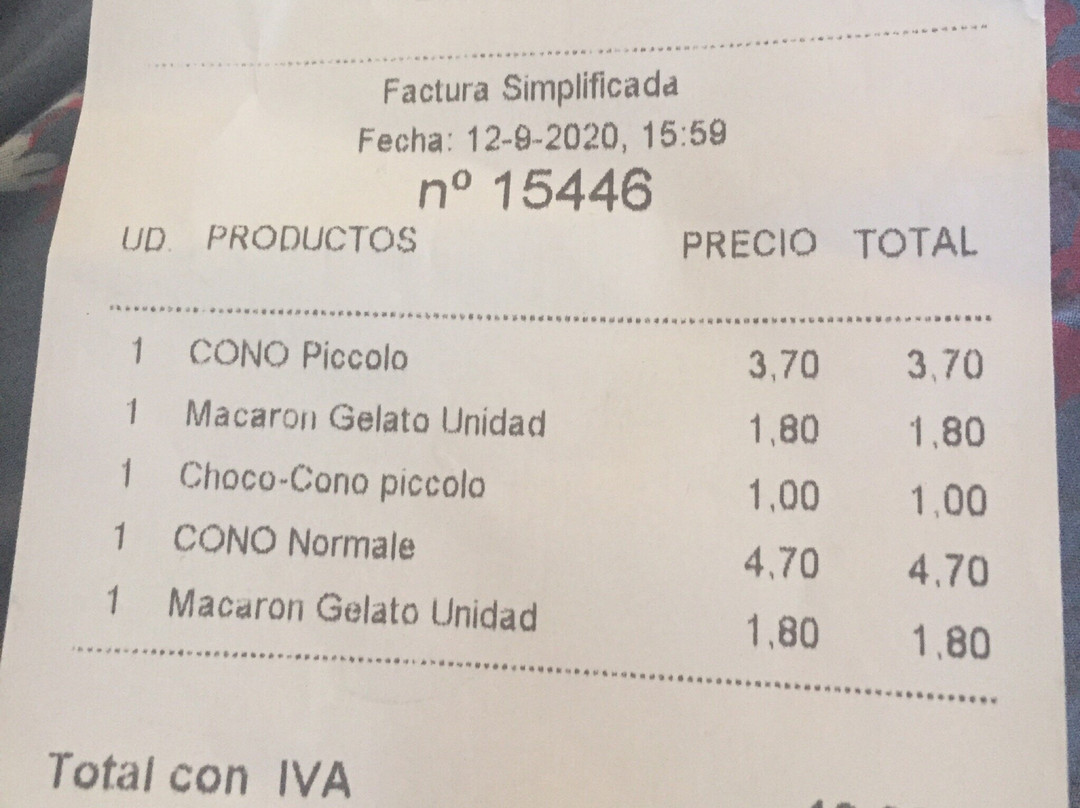 Factura Simplificada
Fecha: 12-9-2020, 15:59
nº 15446
UD. PRODUCTOS PRECIO TOTAL
1 CONO Piccolo 3,70 3,70
1 Macaron Gelato Unidad 1,80 1,80
1 Choco-Cono piccolo 1,00 1,00
1 CONO Normale 4,70 4,70
1 Macaron Gelato Unidad 1,80 1,80
Total con IVA